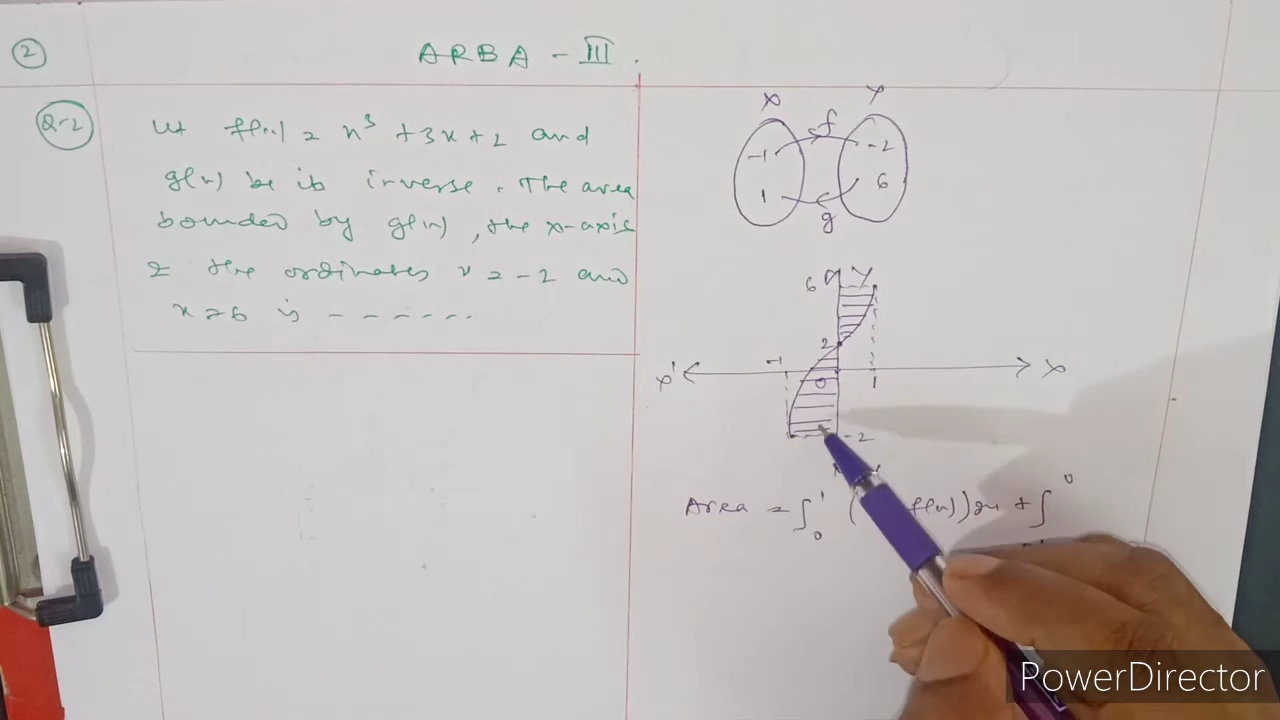 2
AREA - III.
Q-2
Let f(x) = x³ + 3x + 2 and
g(x) be its inverse. The area
bounded by g(x), the x-axis
& the ordinates x = -2 and
x = 6 is - - - - - -
X Y
f
-1 -2
1 6
g
6 Y
2
-1
X' 0 1 X
-2
Area = ∫₀¹ ( f(x))dx + ∫ ⁰
PowerDirector